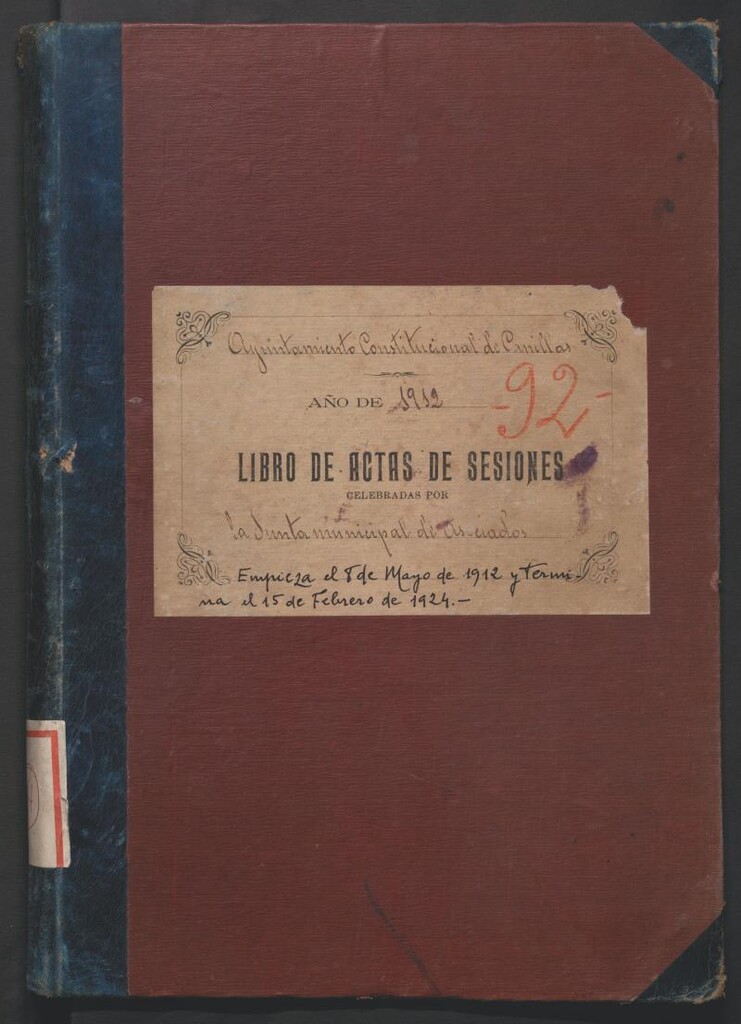 Ayuntamiento Constitucional de Canillas
AÑO DE 1912
-92-
LIBRO DE ACTAS DE SESIONES
CELEBRADAS POR
la Junta municipal de Asociados
Empieza el 8 de Mayo de 1912 y termi-
na el 15 de Febrero de 1924.-